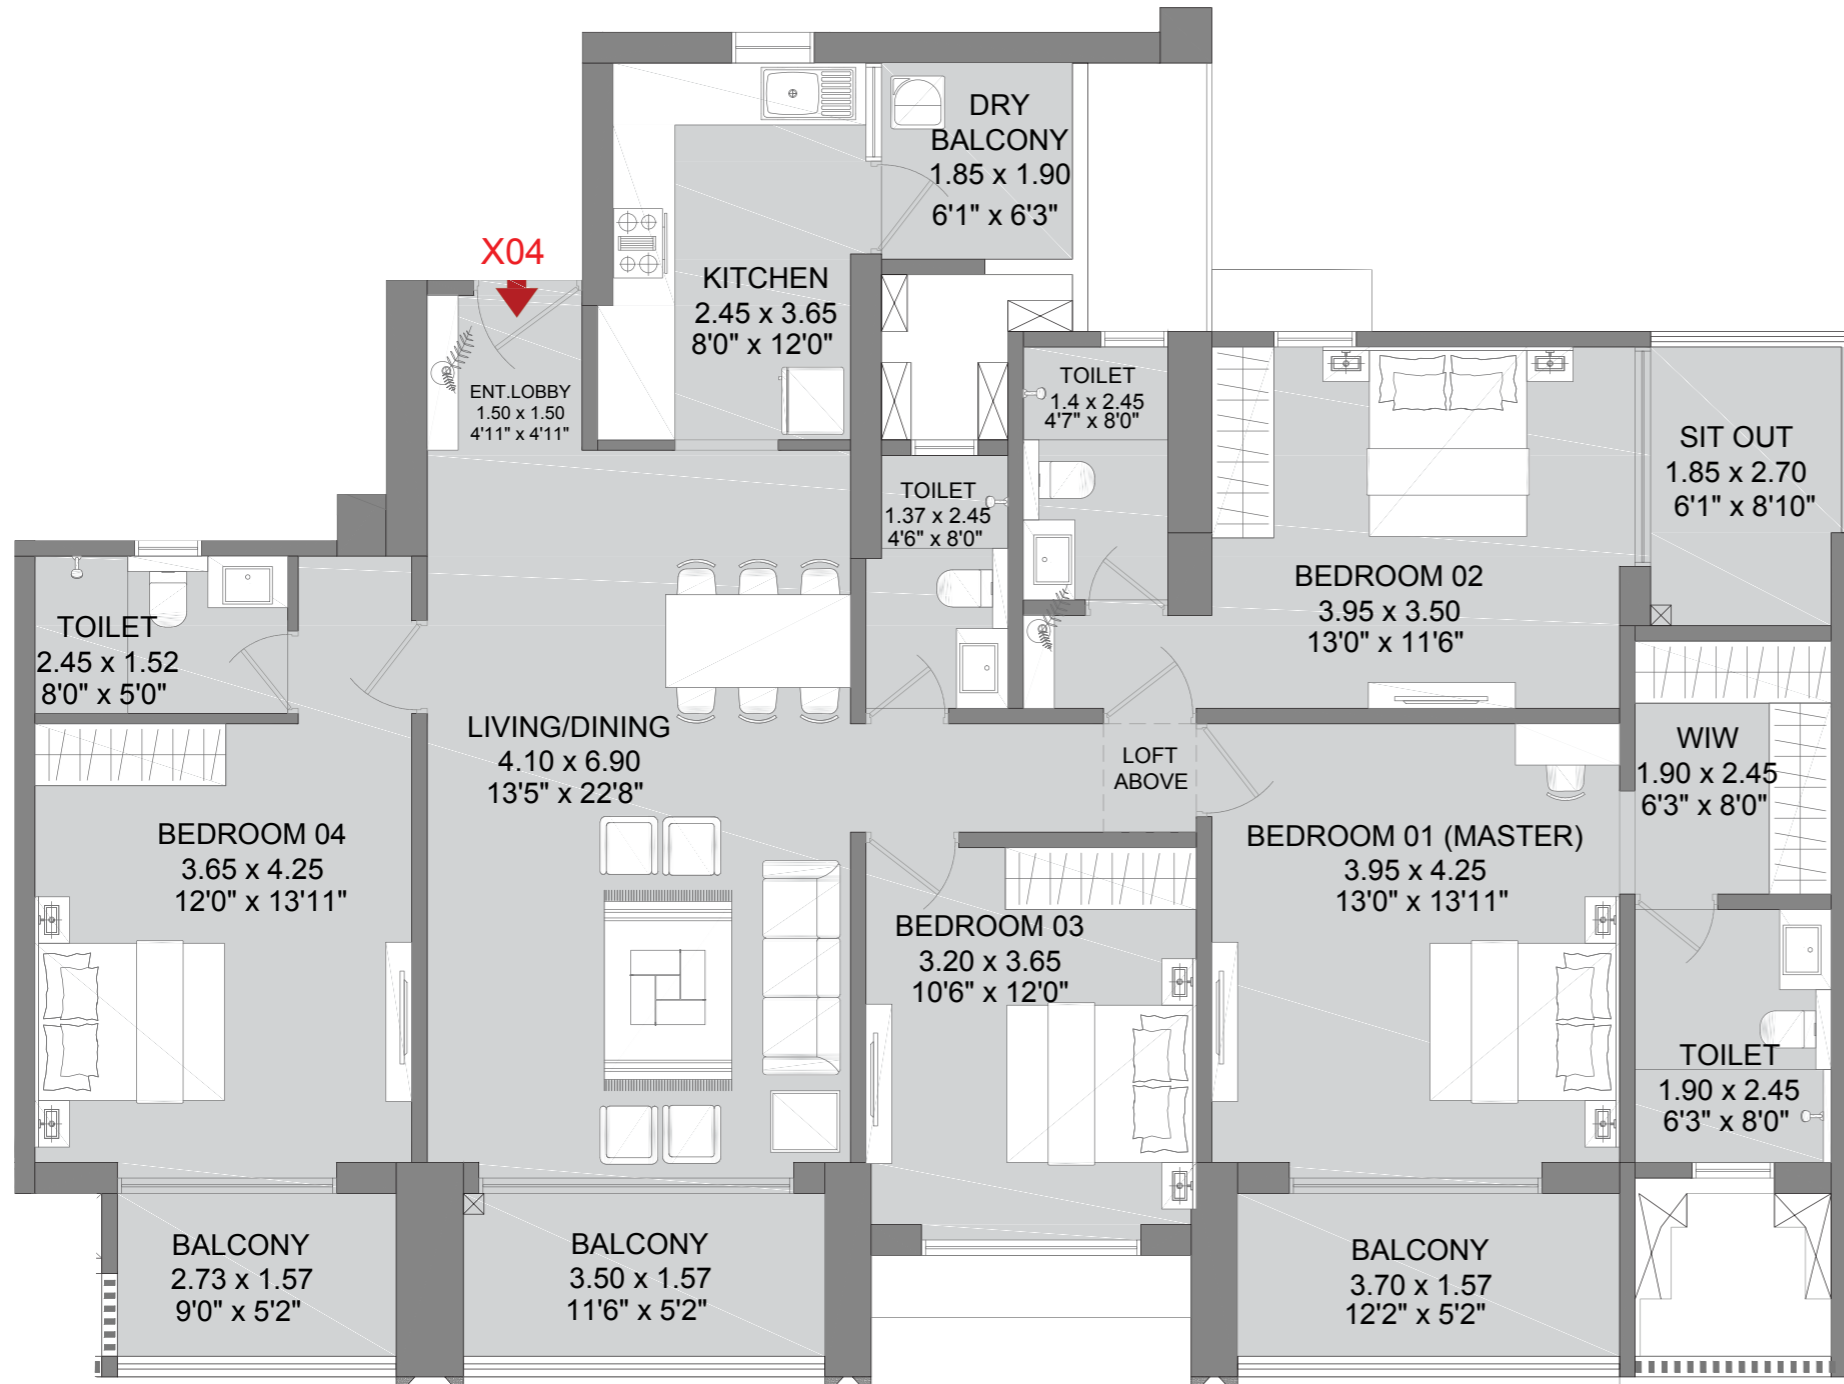 DRY
BALCONY
1.85 x 1.90
6'1" x 6'3"
X04
KITCHEN
2.45 x 3.65
8'0" x 12'0"
ENT.LOBBY
1.50 x 1.50
4'11" x 4'11"
TOILET
1.4 x 2.45
4'7" x 8'0"
SIT OUT
1.85 x 2.70
6'1" x 8'10"
TOILET
1.37 x 2.45
4'6" x 8'0"
BEDROOM 02
3.95 x 3.50
13'0" x 11'6"
TOILET
2.45 x 1.52
8'0" x 5'0"
LIVING/DINING
4.10 x 6.90
13'5" x 22'8"
LOFT
ABOVE
WIW
1.90 x 2.45
6'3" x 8'0"
BEDROOM 04
3.65 x 4.25
12'0" x 13'11"
BEDROOM 01 (MASTER)
3.95 x 4.25
13'0" x 13'11"
BEDROOM 03
3.20 x 3.65
10'6" x 12'0"
TOILET
1.90 x 2.45
6'3" x 8'0"
BALCONY
2.73 x 1.57
9'0" x 5'2"
BALCONY
3.50 x 1.57
11'6" x 5'2"
BALCONY
3.70 x 1.57
12'2" x 5'2"